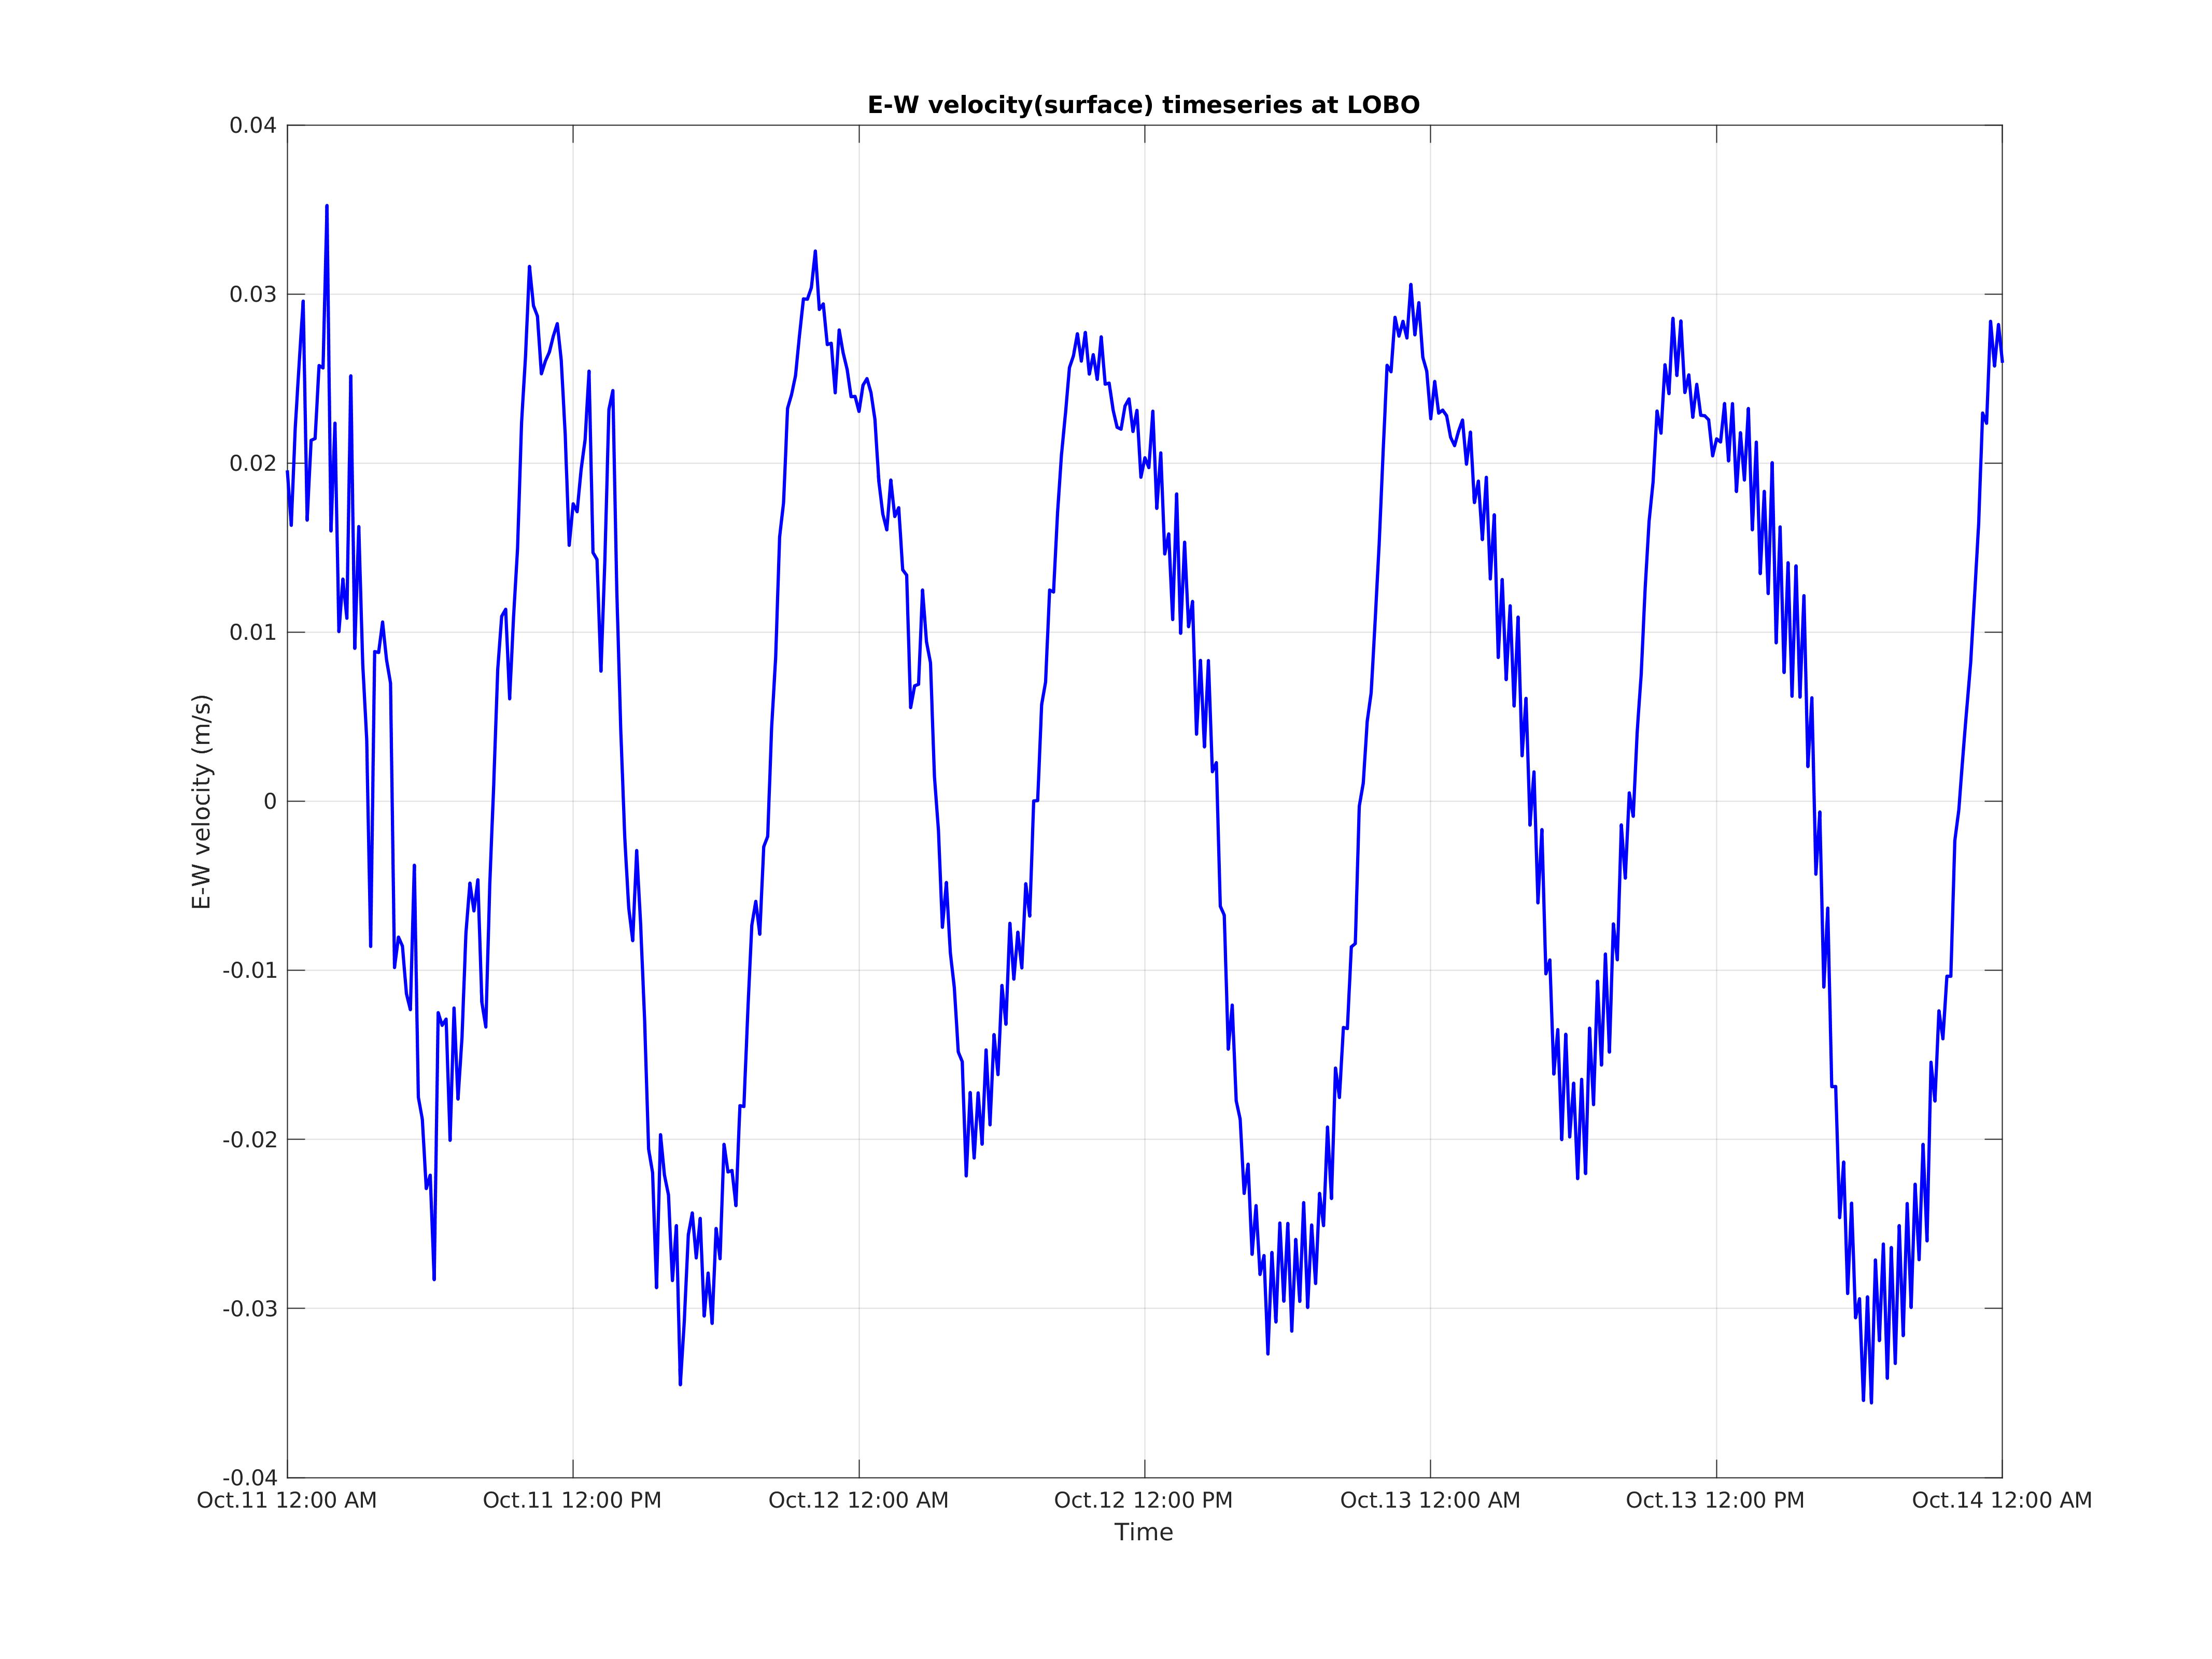 E-W velocity(surface) timeseries at LOBO
0.04
0.03
0.02
0.01
0
-0.01
-0.02
-0.03
-0.04
E-W velocity (m/s)
Oct.11 12:00 AM Oct.11 12:00 PM Oct.12 12:00 AM Oct.12 12:00 PM Oct.13 12:00 AM Oct.13 12:00 PM Oct.14 12:00 AM
Time